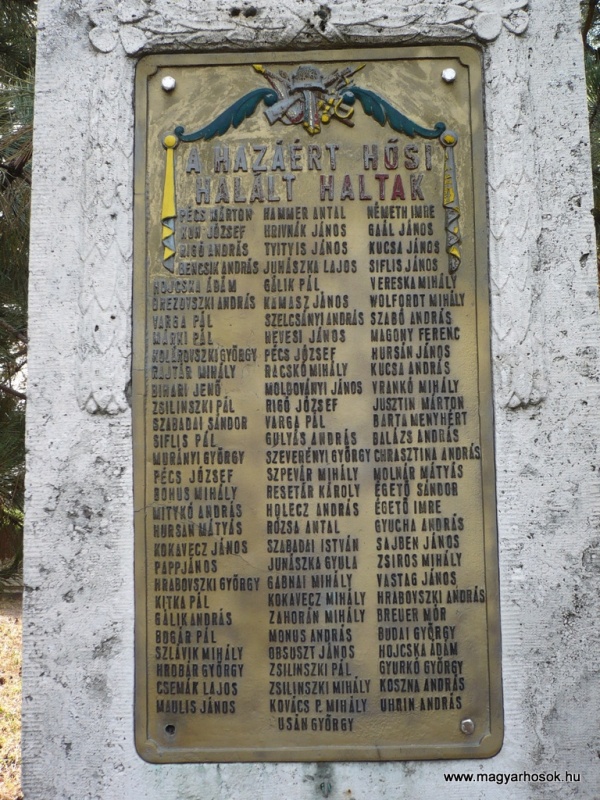 A HAZÁÉRT HŐSI
HALÁLT HALTAK
PÉCS MÁRTON HAMMER ANTAL NÉMETH IMRE
KUN JÓZSEF HRIVNÁK JÁNOS GAÁL JÁNOS
RIGÓ ANDRÁS TYITYIS JÁNOS KUCSA JÁNOS
BENCSIK ANDRÁS JUHÁSZKA LAJOS SIFLIS JÁNOS
HOJCSKA ÁDÁM GÁLIK PÁL VERESKA MIHÁLY
BREZOVSZKI ANDRÁS KAMASZ JÁNOS WOLFORDT MIHÁLY
VARGA PÁL SZELCSÁNYI ANDRÁS SZABÓ ANDRÁS
MÁRKI PÁL HEVESI JÁNOS MAGONY FERENC
KOLÁROVSZKI GYÖRGY PÉCS JÓZSEF HURSÁN JÁNOS
RAJTÁR MIHÁLY RACSKÓ MIHÁLY KUCSA ANDRÁS
BIHARI JENŐ MOLDOVÁNYI JÁNOS VRANKÓ MIHÁLY
ZSILINSZKI PÁL RIGÓ JÓZSEF JUSZTIN MÁRTON
SZABADAI SÁNDOR VARGA PÁL BARTA MENYHÉRT
SIFLIS PÁL GULYÁS ANDRÁS BALÁZS ANDRÁS
MURÁNYI GYÖRGY SZEVERÉNYI GYÖRGY CHRASZTINA ANDRÁS
PÉCS JÓZSEF SZPEVÁR MIHÁLY MOLNÁR MÁTYÁS
BOHUS MIHÁLY RESETÁR KÁROLY ÉGETŐ SÁNDOR
MITYKÓ ANDRÁS HOLECZ ANDRÁS ÉGETŐ IMRE
HURSÁN MÁTYÁS RÓZSA ANTAL GYUCHA ANDRÁS
KOKAVECZ JÁNOS SZABADAI ISTVÁN SAJBEN JÁNOS
PAPP JÁNOS JUHÁSZKA GYULA ZSIROS MIHÁLY
HRABOVSZKI GYÖRGY GABNAI MIHÁLY VASTAG JÁNOS
KITKA PÁL KOKAVECZ MIHÁLY HRABOVSZKI ANDRÁS
GÁLIK ANDRÁS ZAHORÁN MIHÁLY BREUER MÓR
BOGÁR PÁL MONUS ANDRÁS BUDAI GYÖRGY
SZLÁVIK MIHÁLY OBSUSZT JÁNOS HOJCSKA ÁDÁM
HRÓBÁR GYÖRGY ZSILINSZKI PÁL GYURKÓ GYÖRGY
CSEMÁK LAJOS ZSILINSZKI MIHÁLY KOSZNA ANDRÁS
MAULIS JÁNOS KOVÁCS P. MIHÁLY UHRIN ANDRÁS
USÁN GYÖRGY
www.magyarhosok.hu